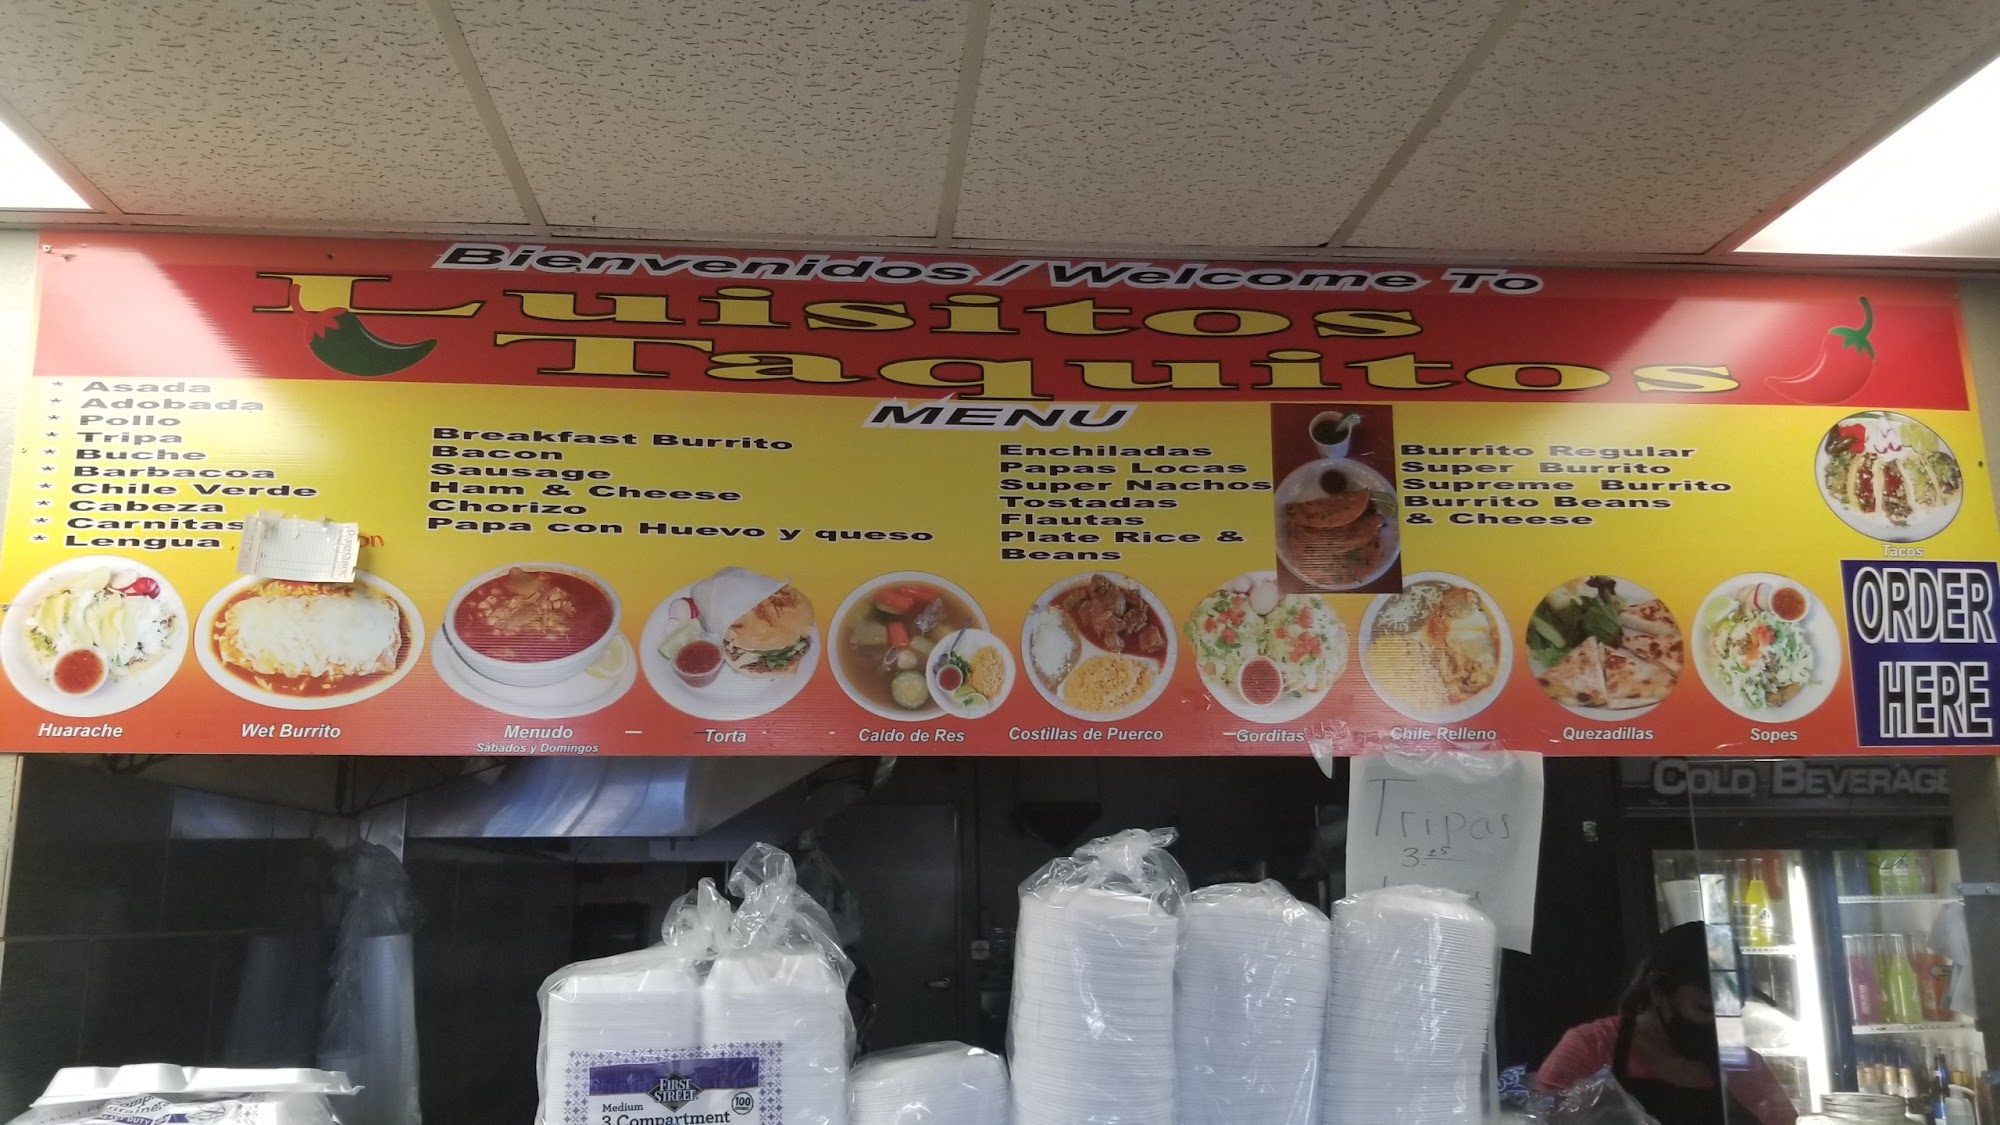 Bienvenidos / Welcome To
Luisitos
Taquitos
MENU
* Asada
* Adobada
* Pollo
* Tripa
* Buche
* Barbacoa
* Chile Verde
* Cabeza
* Carnitas
* Lengua
Breakfast Burrito
Bacon
Sausage
Ham & Cheese
Chorizo
Papa con Huevo y queso
Enchiladas
Papas Locas
Super Nachos
Tostadas
Flautas
Plate Rice &
Beans
Burrito Regular
Super Burrito
Supreme Burrito
Burrito Beans
& Cheese
Tacos
ORDER
HERE
Huarache
Wet Burrito
Menudo
Sábados y Domingos
Torta
Caldo de Res
Costillas de Puerco
Gorditas
Chile Relleno
Quezadillas
Sopes
Tripas
3.25
COLD BEVERAGE
FIRST
STREET
Medium
100
3 Compartment